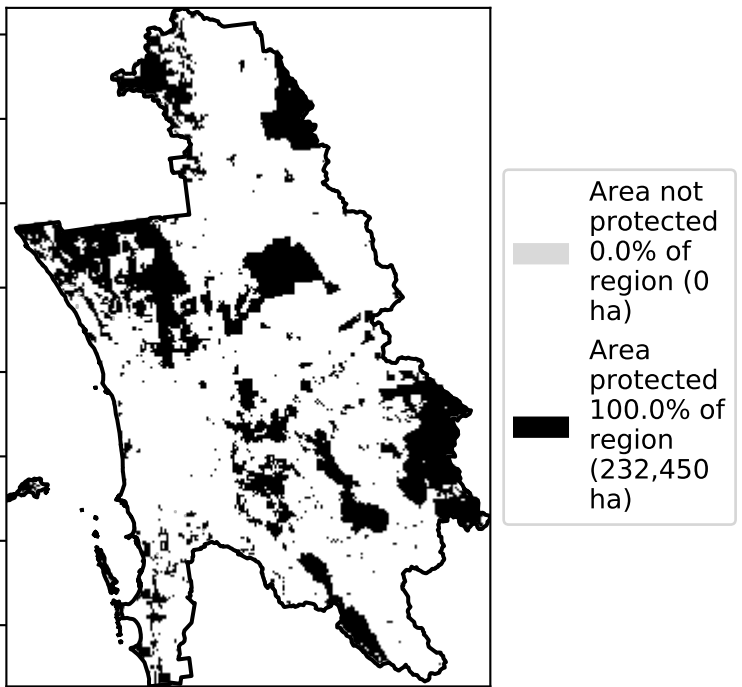 Area not
protected
0.0% of
region (0
ha)
Area
protected
100.0% of
region
(232,450
ha)